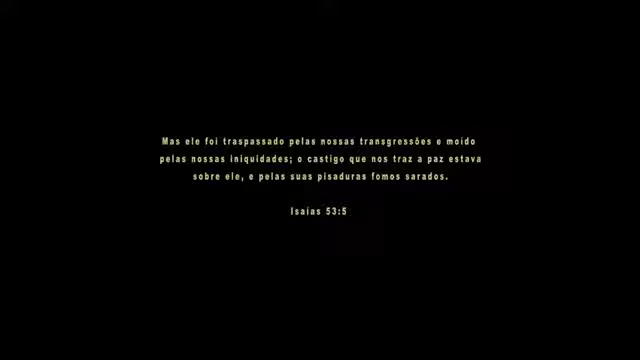 Mas ele foi traspassado pelas nossas transgressões e moído
pelas nossas iniquidades; o castigo que nos traz a paz estava
sobre ele, e pelas suas pisaduras fomos sarados.
Isaías 53:5